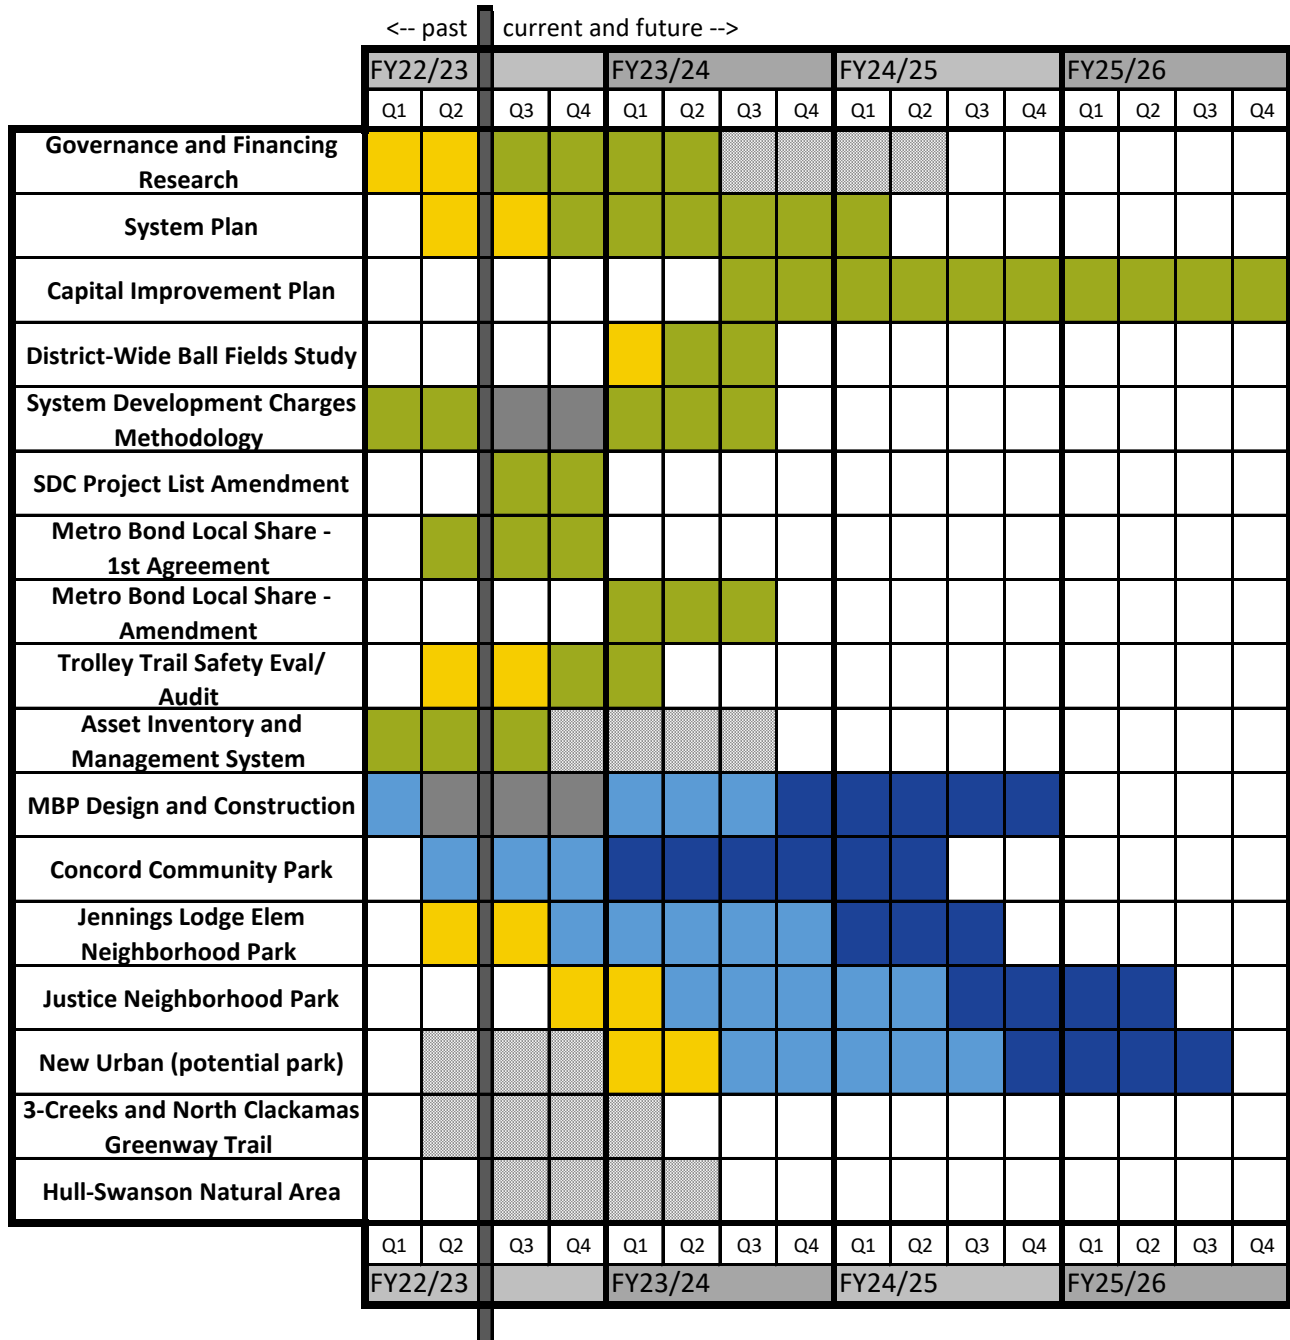 <-- past current and future -->
FY22/23 FY23/24 FY24/25 FY25/26
Q1 Q2 Q3 Q4 Q1 Q2 Q3 Q4 Q1 Q2 Q3 Q4 Q1 Q2 Q3 Q4
Governance and Financing
Research
System Plan
Capital Improvement Plan
District-Wide Ball Fields Study
System Development Charges
Methodology
SDC Project List Amendment
Metro Bond Local Share -
1st Agreement
Metro Bond Local Share -
Amendment
Trolley Trail Safety Eval/
Audit
Asset Inventory and
Management System
MBP Design and Construction
Concord Community Park
Jennings Lodge Elem
Neighborhood Park
Justice Neighborhood Park
New Urban (potential park)
3-Creeks and North Clackamas
Greenway Trail
Hull-Swanson Natural Area
Q1 Q2 Q3 Q4 Q1 Q2 Q3 Q4 Q1 Q2 Q3 Q4 Q1 Q2 Q3 Q4
FY22/23 FY23/24 FY24/25 FY25/26